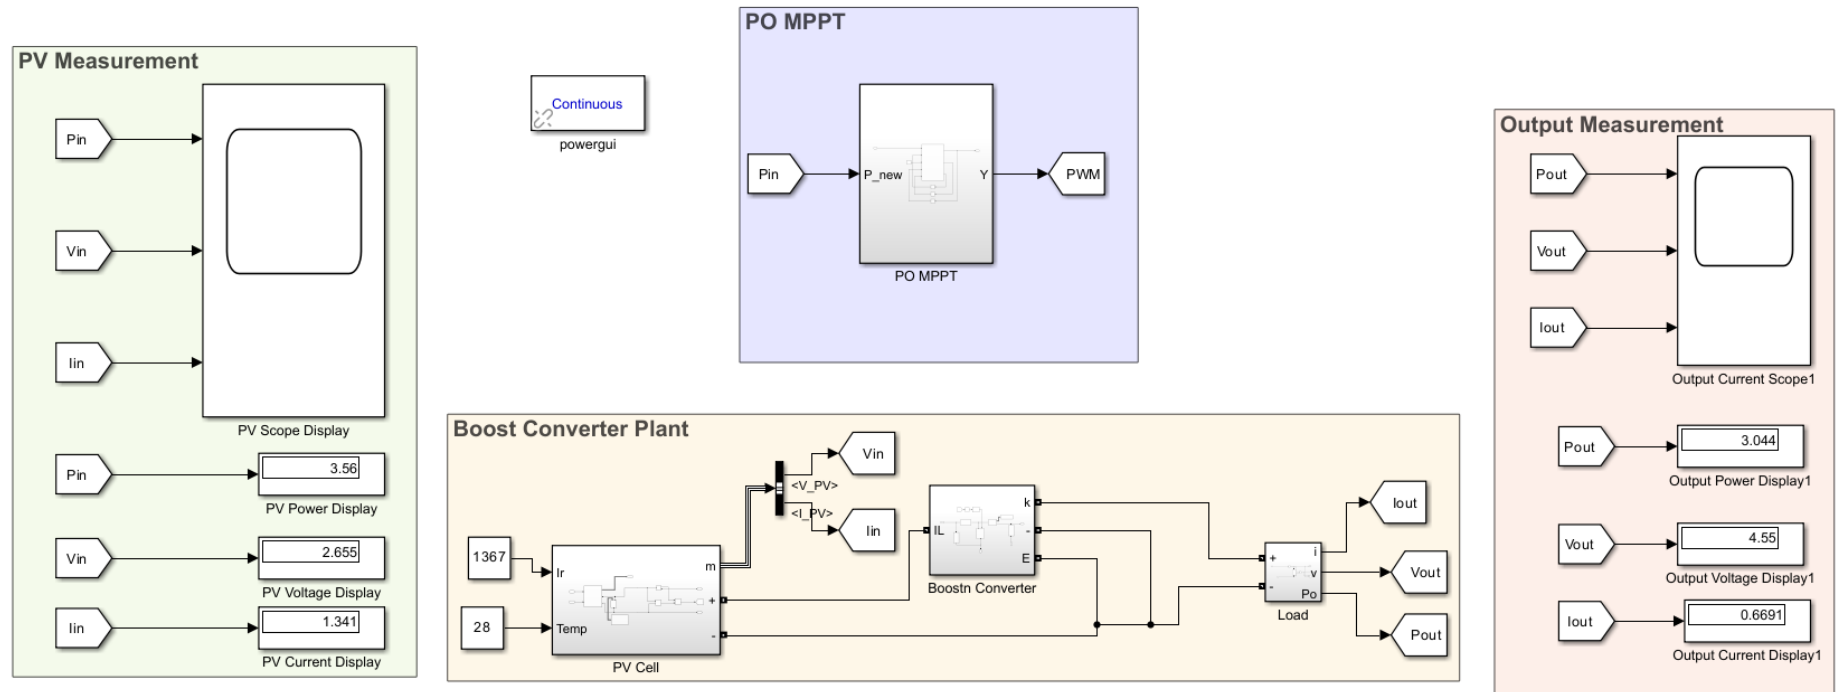 PV Measurement
Pin
Vin
Iin
PV Scope Display
Pin
3.56
PV Power Display
Vin
2.655
PV Voltage Display
Iin
1.341
PV Current Display
Continuous
powergui
PO MPPT
Pin
P_new
Y
PWM
PO MPPT
Boost Converter Plant
Vin
<V_PV>
<I_PV>
Iin
1367
28
Ir
Temp
m
+
-
PV Cell
IL
k
-
E
Boostn Converter
+
-
i
v
Po
Load
Iout
Vout
Pout
Output Measurement
Pout
Vout
Iout
Output Current Scope1
Pout
3.044
Output Power Display1
Vout
4.55
Output Voltage Display1
Iout
0.6691
Output Current Display1